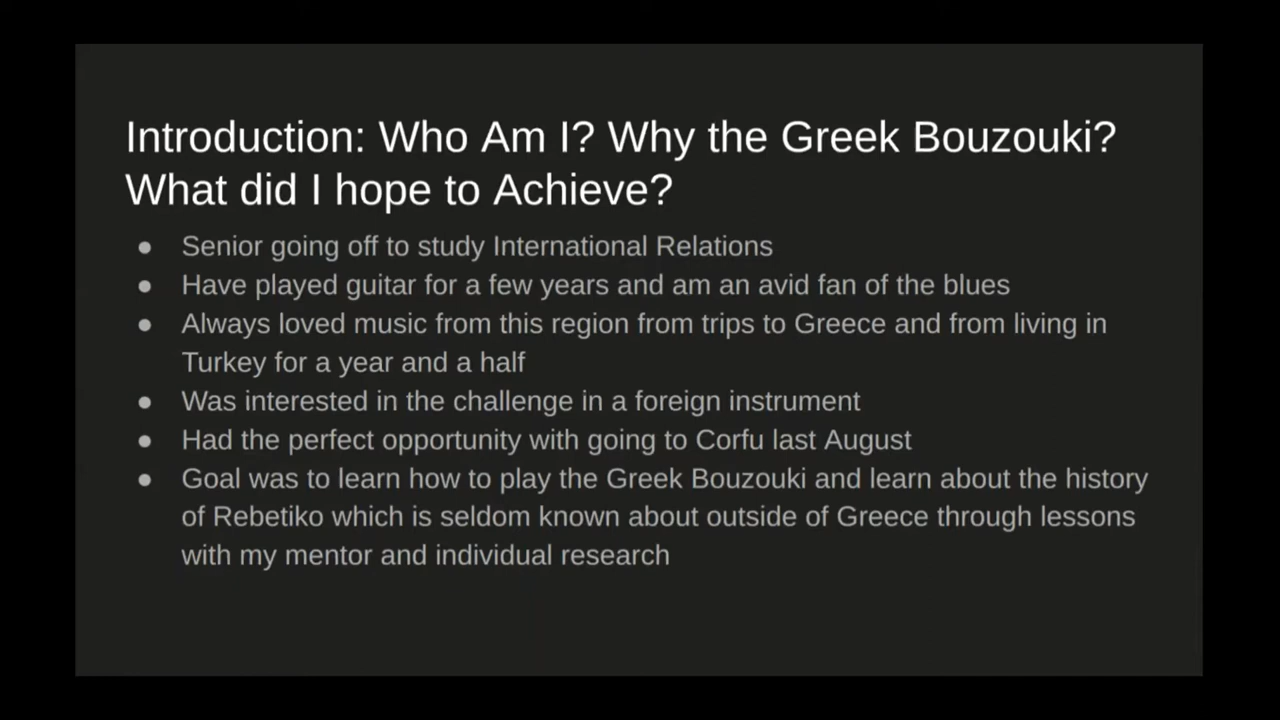 Introduction: Who Am I? Why the Greek Bouzouki?
What did I hope to Achieve?
● Senior going off to study International Relations
● Have played guitar for a few years and am an avid fan of the blues
● Always loved music from this region from trips to Greece and from living in
Turkey for a year and a half
● Was interested in the challenge in a foreign instrument
● Had the perfect opportunity with going to Corfu last August
● Goal was to learn how to play the Greek Bouzouki and learn about the history
of Rebetiko which is seldom known about outside of Greece through lessons
with my mentor and individual research